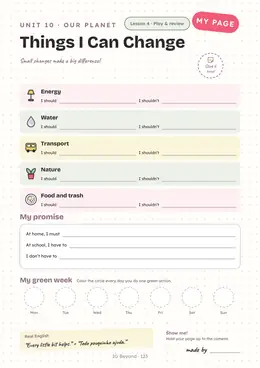 UNIT 10 · OUR PLANET
Lesson 4 · Play & review
MY PAGE
Things I Can Change
Small changes make a big difference!
Energy
I should
I shouldn't
Water
I should
I shouldn't
Transport
I should
I shouldn't
Nature
I should
I shouldn't
Food and trash
I should
I shouldn't
My promise
At home, I must
At school, I have to
I don't have to
My green week
Color the circle every day you do one green action.
Mon
Tue
Wed
Thu
Fri
Sat
Sun
Real English
"Every little bit helps." = "Todo pouquinho ajuda."
Show me!
Hold your page up to the camera.
made by
10. Beyond · 123